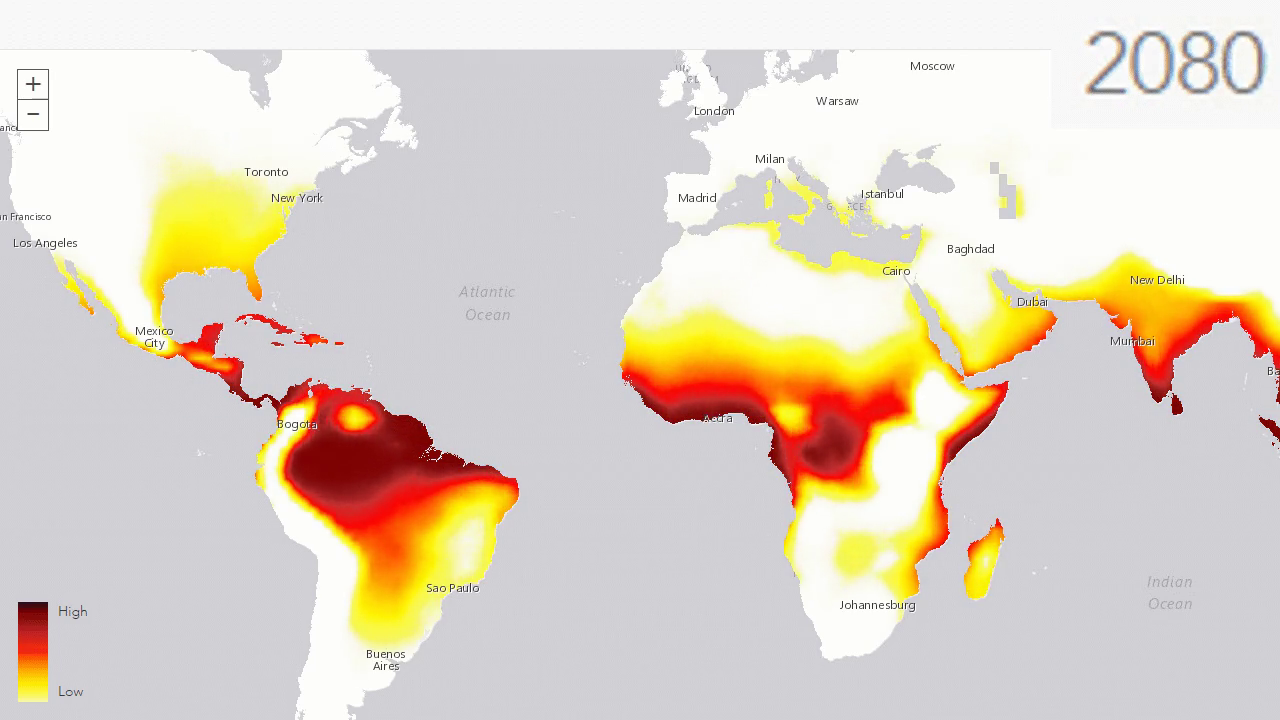 2080
+
−
Moscow
Warsaw
London
Toronto
Milan
New York
Madrid
Istanbul
n Francisco
Los Angeles
Baghdad
Cairo
New Delhi
Atlantic
Ocean
Dubai
Mexico
City
Mumbai
Accra
Bogota
Sao Paulo
Indian
Ocean
Johannesburg
High
Low
Buenos
Aires